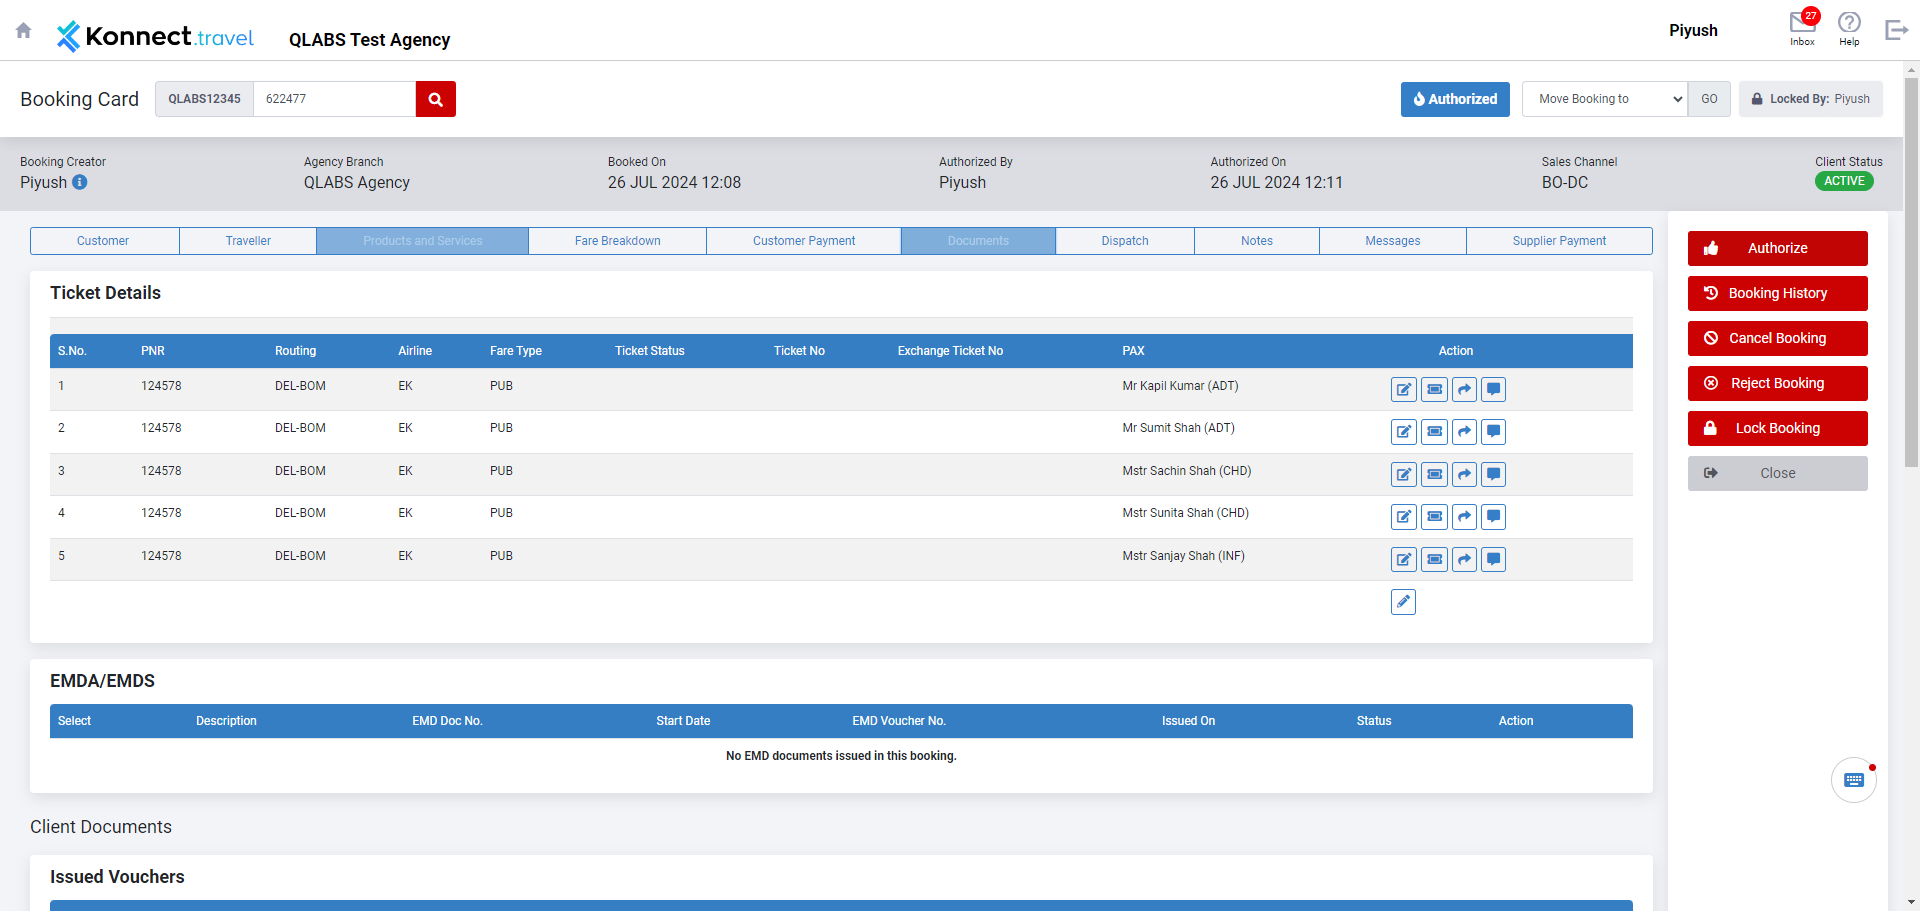 Konnect.travel
QLABS Test Agency
Piyush
27
Inbox
Help
Booking Card
QLABS12345
622477
Authorized
Move Booking to
GO
Locked By: Piyush
Booking Creator
Piyush
Agency Branch
QLABS Agency
Booked On
26 JUL 2024 12:08
Authorized By
Piyush
Authorized On
26 JUL 2024 12:11
Sales Channel
BO-DC
Client Status
ACTIVE
Customer
Traveller
Products and Services
Fare Breakdown
Customer Payment
Documents
Dispatch
Notes
Messages
Supplier Payment
Authorize
Booking History
Cancel Booking
Reject Booking
Lock Booking
Close
Ticket Details
S.No. PNR Routing Airline Fare Type Ticket Status Ticket No Exchange Ticket No PAX Action
1 124578 DEL-BOM EK PUB Mr Kapil Kumar (ADT)
2 124578 DEL-BOM EK PUB Mr Sumit Shah (ADT)
3 124578 DEL-BOM EK PUB Mstr Sachin Shah (CHD)
4 124578 DEL-BOM EK PUB Mstr Sunita Shah (CHD)
5 124578 DEL-BOM EK PUB Mstr Sanjay Shah (INF)
EMDA/EMDS
Select Description EMD Doc No. Start Date EMD Voucher No. Issued On Status Action
No EMD documents issued in this booking.
Client Documents
Issued Vouchers